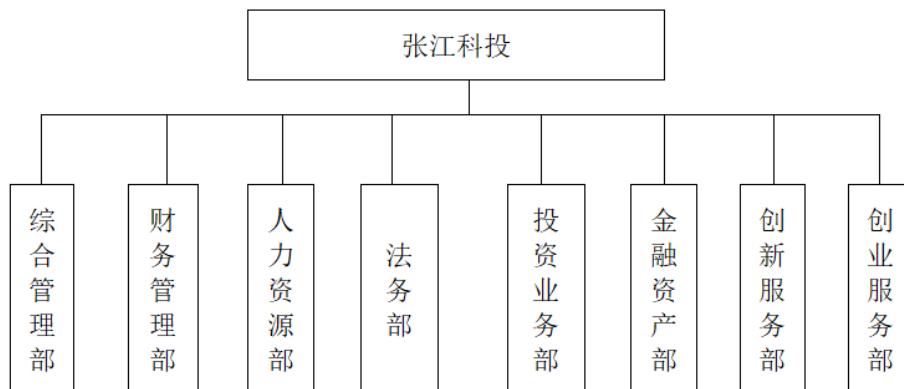 张江科投
综合管理部
财务管理部
人力资源部
法务部
投资业务部
金融资产部
创新服务部
创业服务部